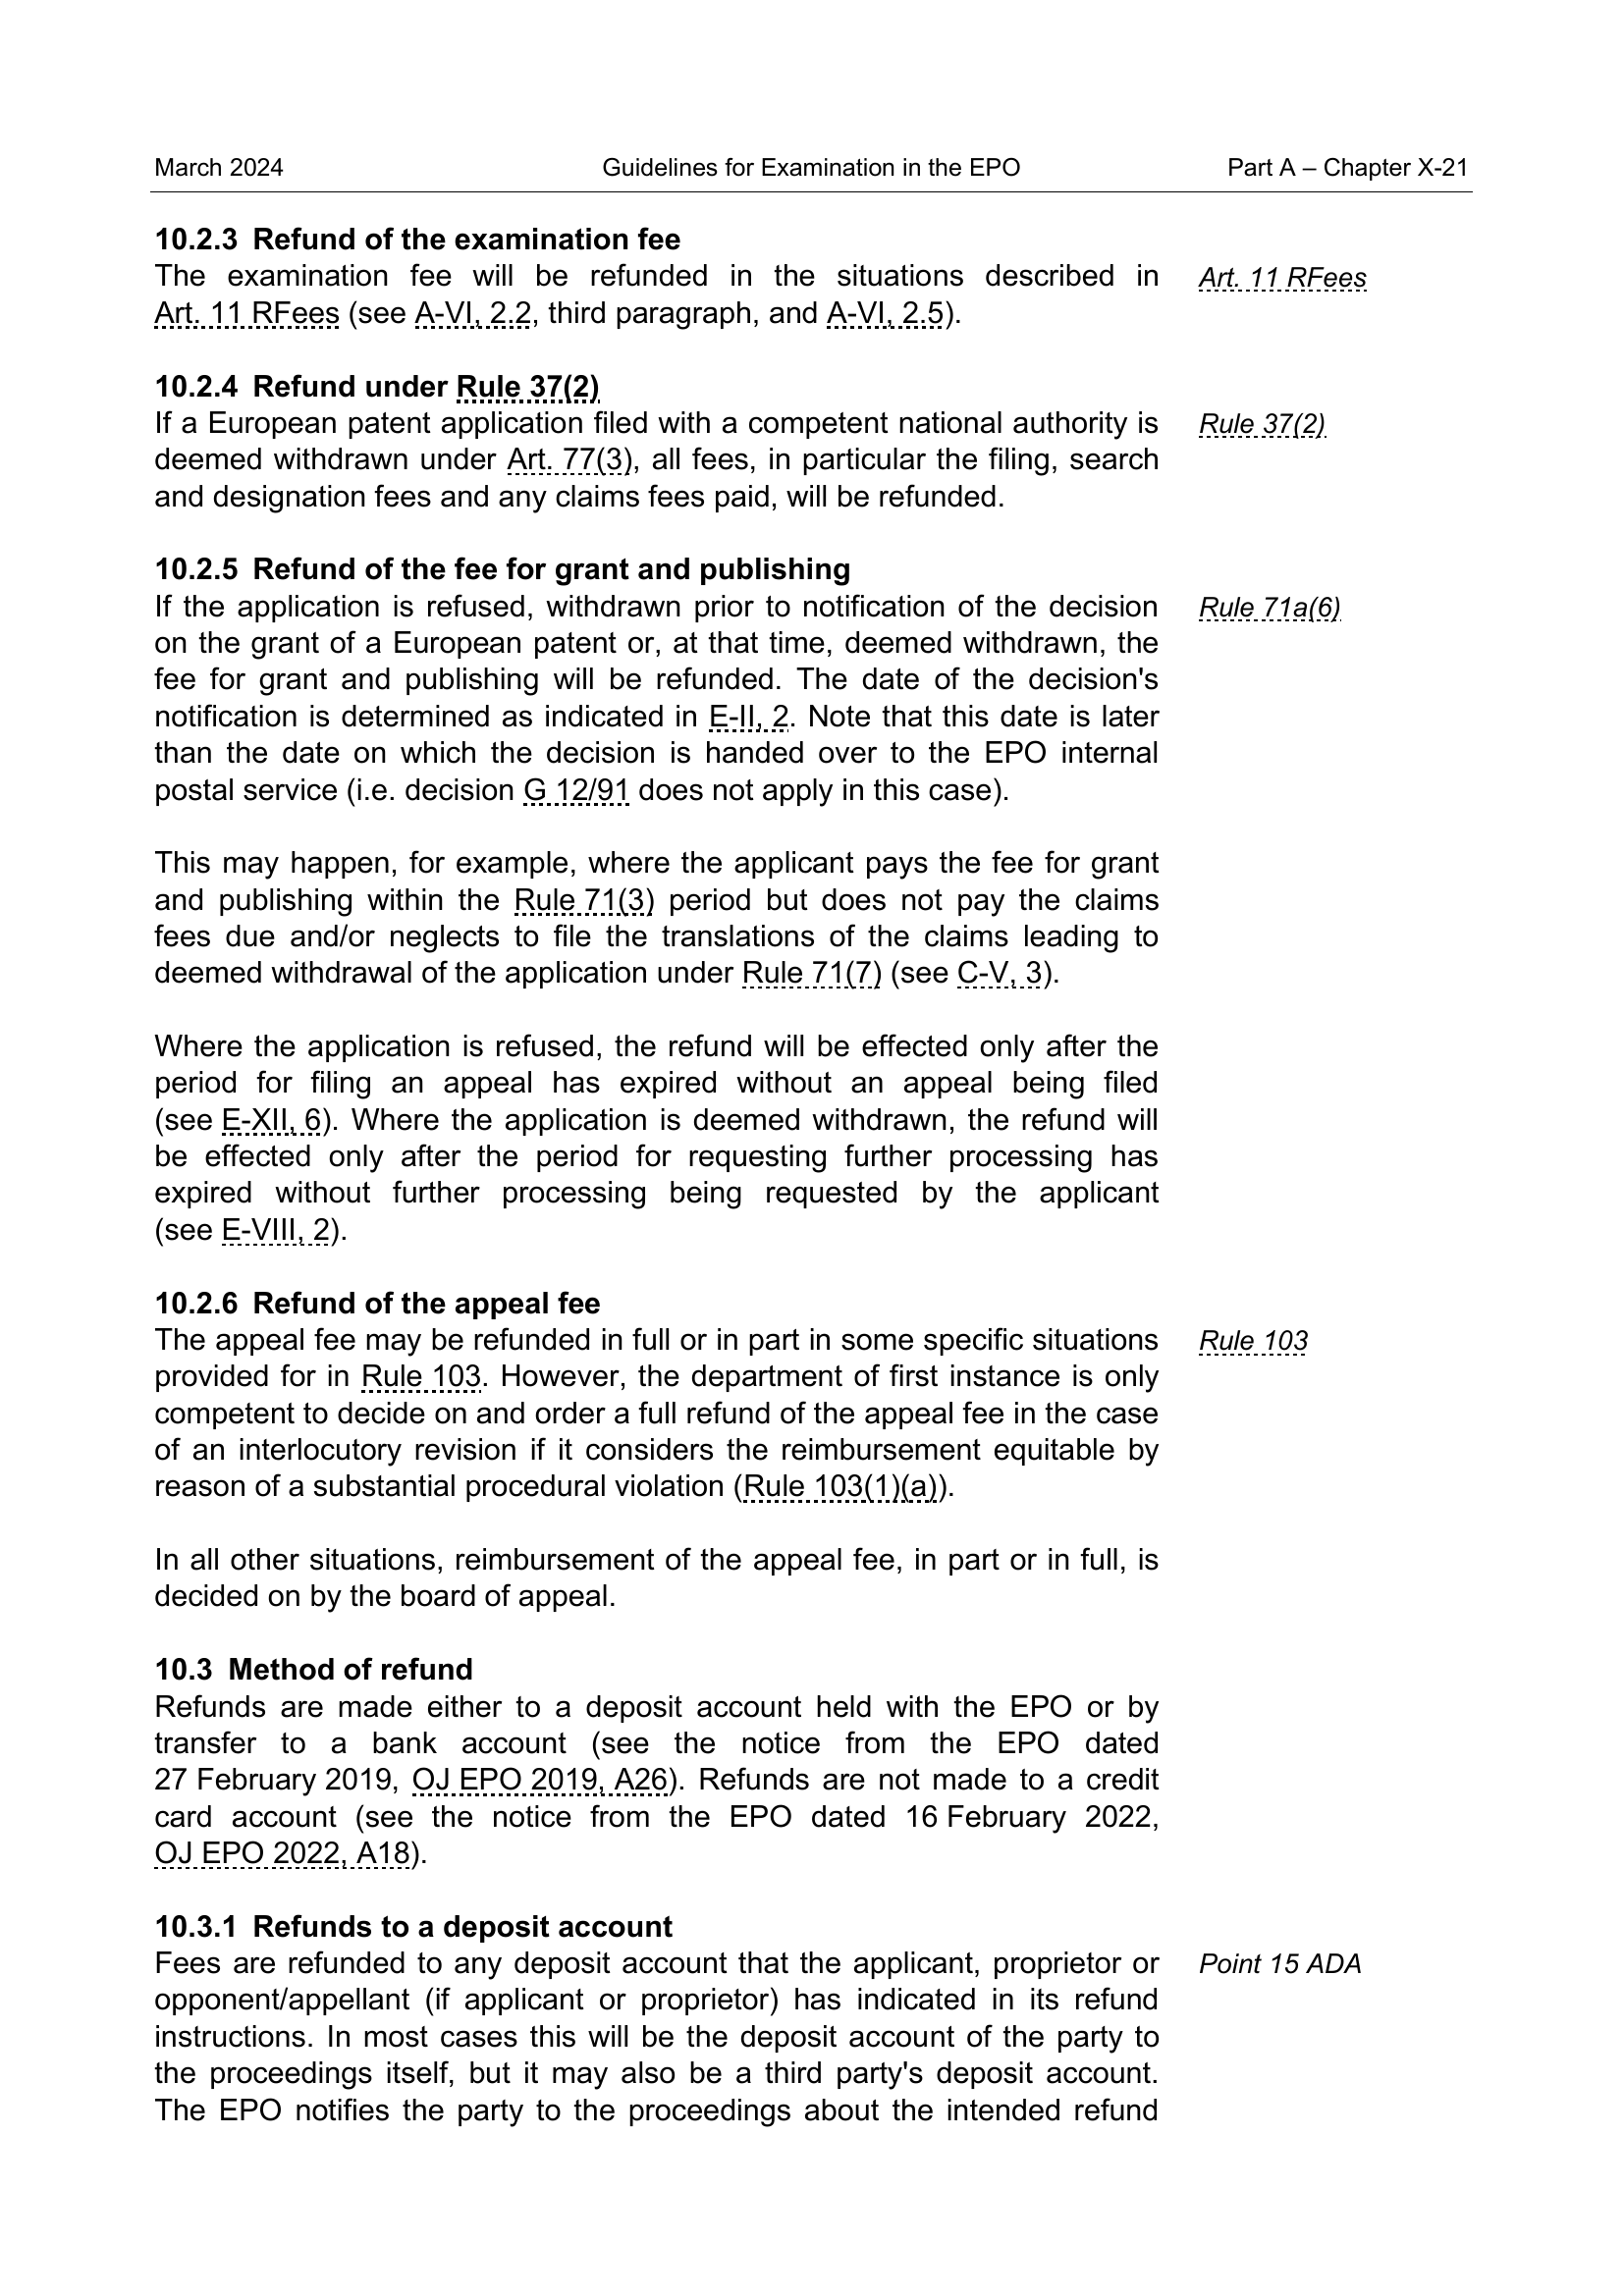 March 2024 Guidelines for Examination in the EPO Part A – Chapter X-21
10.2.3 Refund of the examination fee
The examination fee will be refunded in the situations described in
Art. 11 RFees
Art. 11 RFees (see A-VI, 2.2, third paragraph, and A-VI, 2.5).
10.2.4 Refund under Rule 37(2)
If a European patent application filed with a competent national authority is
Rule 37(2)
deemed withdrawn under Art. 77(3), all fees, in particular the filing, search
and designation fees and any claims fees paid, will be refunded.
10.2.5 Refund of the fee for grant and publishing
If the application is refused, withdrawn prior to notification of the decision
Rule 71a(6)
on the grant of a European patent or, at that time, deemed withdrawn, the
fee for grant and publishing will be refunded. The date of the decision's
notification is determined as indicated in E-II, 2. Note that this date is later
than the date on which the decision is handed over to the EPO internal
postal service (i.e. decision G 12/91 does not apply in this case).
This may happen, for example, where the applicant pays the fee for grant
and publishing within the Rule 71(3) period but does not pay the claims
fees due and/or neglects to file the translations of the claims leading to
deemed withdrawal of the application under Rule 71(7) (see C-V, 3).
Where the application is refused, the refund will be effected only after the
period for filing an appeal has expired without an appeal being filed
(see E-XII, 6). Where the application is deemed withdrawn, the refund will
be effected only after the period for requesting further processing has
expired without further processing being requested by the applicant
(see E-VIII, 2).
10.2.6 Refund of the appeal fee
The appeal fee may be refunded in full or in part in some specific situations
Rule 103
provided for in Rule 103. However, the department of first instance is only
competent to decide on and order a full refund of the appeal fee in the case
of an interlocutory revision if it considers the reimbursement equitable by
reason of a substantial procedural violation (Rule 103(1)(a)).
In all other situations, reimbursement of the appeal fee, in part or in full, is
decided on by the board of appeal.
10.3 Method of refund
Refunds are made either to a deposit account held with the EPO or by
transfer to a bank account (see the notice from the EPO dated
27 February 2019, OJ EPO 2019, A26). Refunds are not made to a credit
card account (see the notice from the EPO dated 16 February 2022,
OJ EPO 2022, A18).
10.3.1 Refunds to a deposit account
Fees are refunded to any deposit account that the applicant, proprietor or
Point 15 ADA
opponent/appellant (if applicant or proprietor) has indicated in its refund
instructions. In most cases this will be the deposit account of the party to
the proceedings itself, but it may also be a third party's deposit account.
The EPO notifies the party to the proceedings about the intended refund